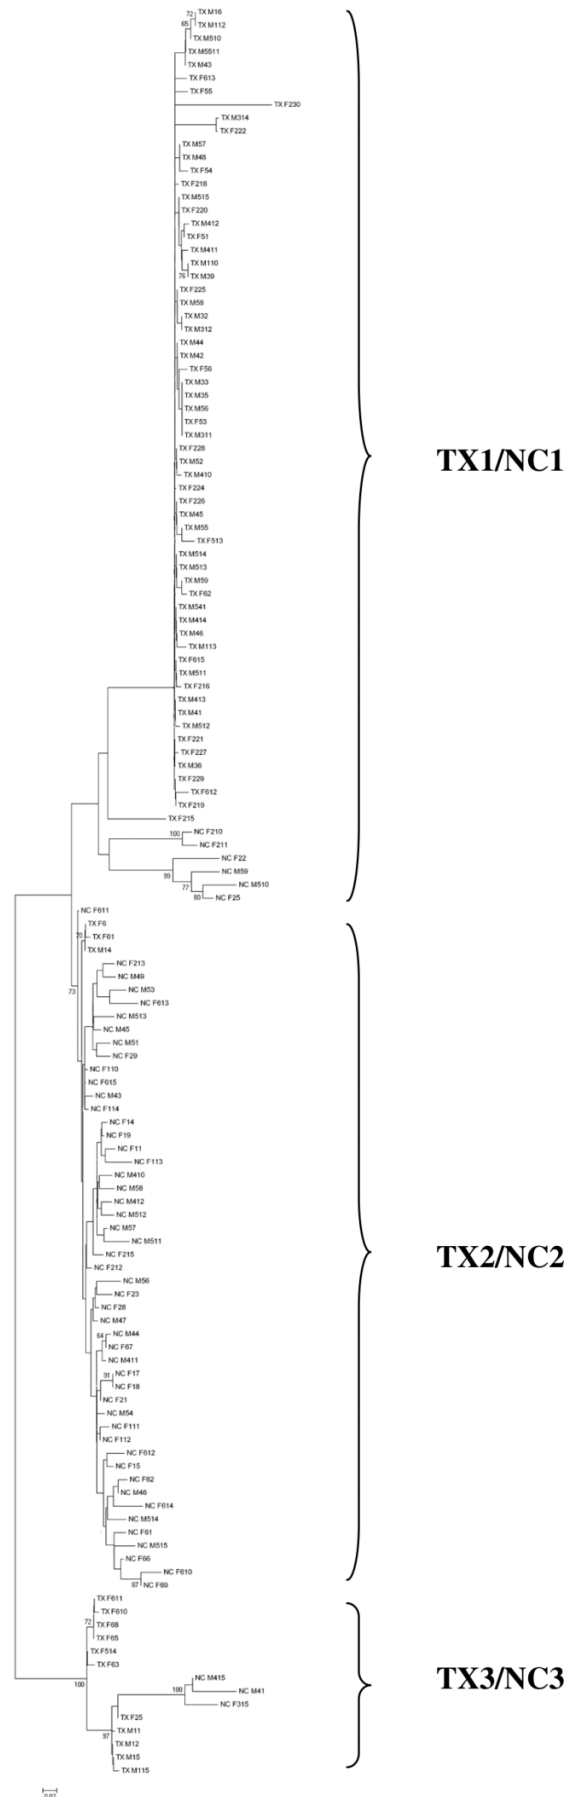 TX M16
72
TX M112
65
TX M510
TX M5511
TX M43
TX F613
TX F55
TX F230
TX M314
TX F222
TX M57
TX M48
TX F54
TX F218
TX M515
TX F220
TX M412
TX F51
TX M411
TX M110
TX M39
76
TX F225
TX M58
TX M32
TX M312
TX M44
TX M42
TX F56
TX M33
TX M35
TX M56
TX F53
TX M311
TX F228
TX M52
TX M410
TX F224
TX F226
TX M45
TX M55
TX F513
TX M514
TX M513
TX M59
TX F62
TX M541
TX M414
TX M46
TX M113
TX F615
TX M511
TX F216
TX M413
TX M41
TX M512
TX F221
TX F227
TX M36
TX F229
TX F612
TX F219
TX F215
NC F210
100
NC F211
NC F22
99
NC M59
77
NC M510
80
NC F25
TX1/NC1
NC F611
TX F6
70
TX F61
TX M14
NC F213
NC M49
73
NC M53
NC F613
NC M513
NC M45
NC M51
NC F29
NC F110
NC F615
NC M43
NC F114
NC F14
NC F19
NC F11
NC F113
NC M410
NC M58
NC M412
NC M512
NC M57
NC M511
NC F215
NC F212
NC M56
NC F23
NC F28
NC M47
64
NC M44
NC F67
NC M411
91
NC F17
NC F18
NC F21
NC M54
NC F111
NC F112
NC F612
NC F15
NC F62
NC M46
NC F614
NC M514
NC F61
NC M515
NC F66
NC F610
87
NC F69
TX2/NC2
TX F611
TX F610
72
TX F68
TX F65
TX F514
TX F63
100
NC M415
100
NC M41
NC F315
TX F25
TX M11
97
TX M12
TX M15
TX M115
TX3/NC3
0.02